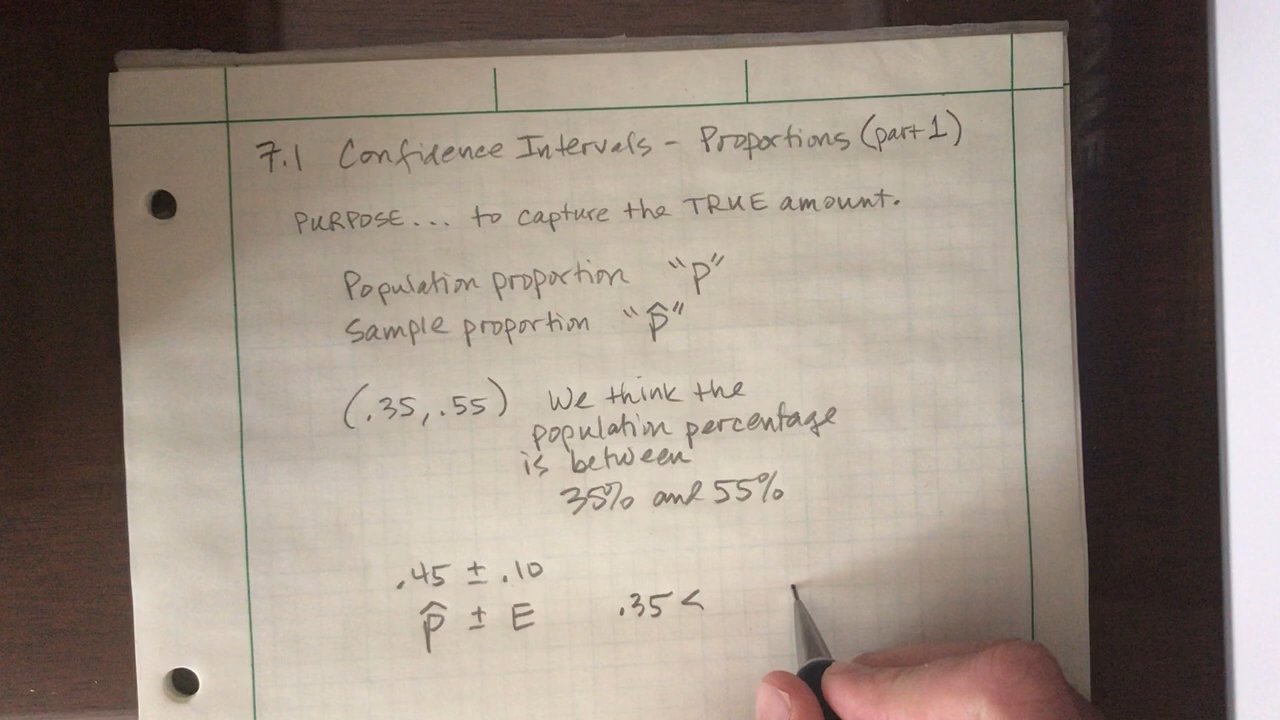 7.1 Confidence Intervals - Proportions (part 1)
PURPOSE... to capture the TRUE amount.
Population proportion "p"
Sample proportion "p̂"
(.35, .55) We think the
population percentage
is between
35% and 55%
.45 ± .10
p̂ ± E .35 <